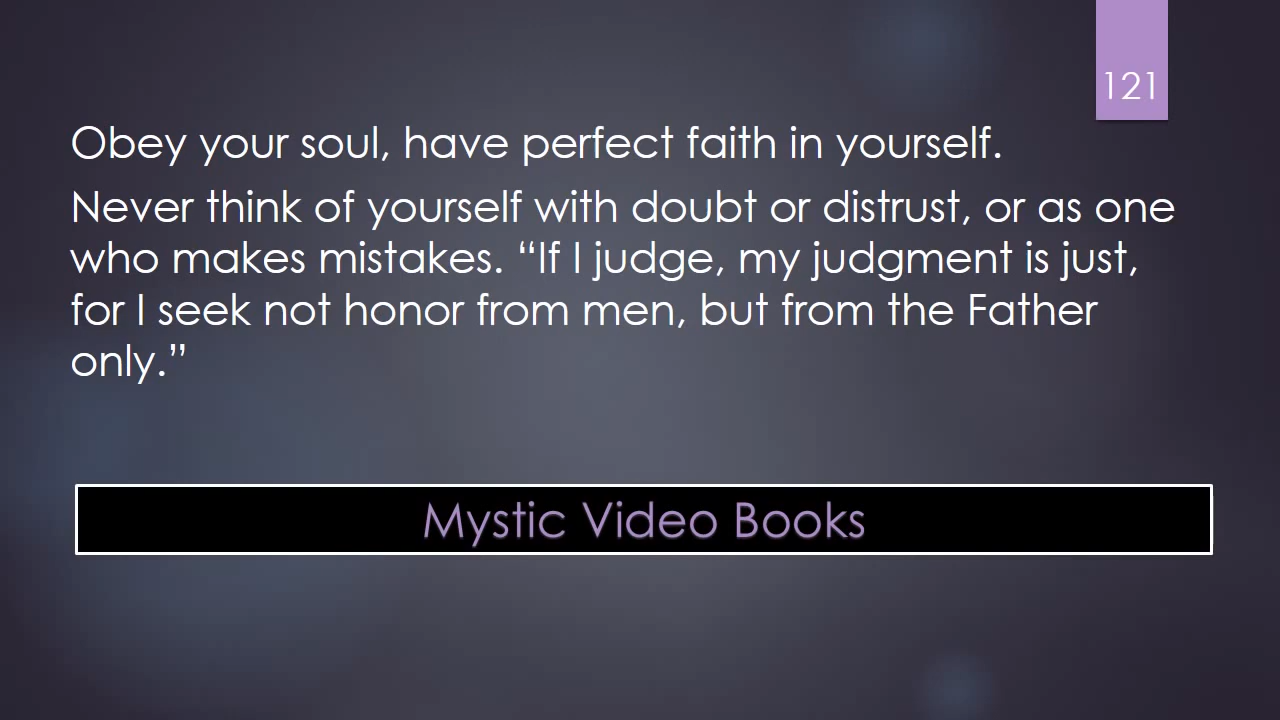 121
Obey your soul, have perfect faith in yourself.
Never think of yourself with doubt or distrust, or as one
who makes mistakes. “If I judge, my judgment is just,
for I seek not honor from men, but from the Father
only.”
Mystic Video Books